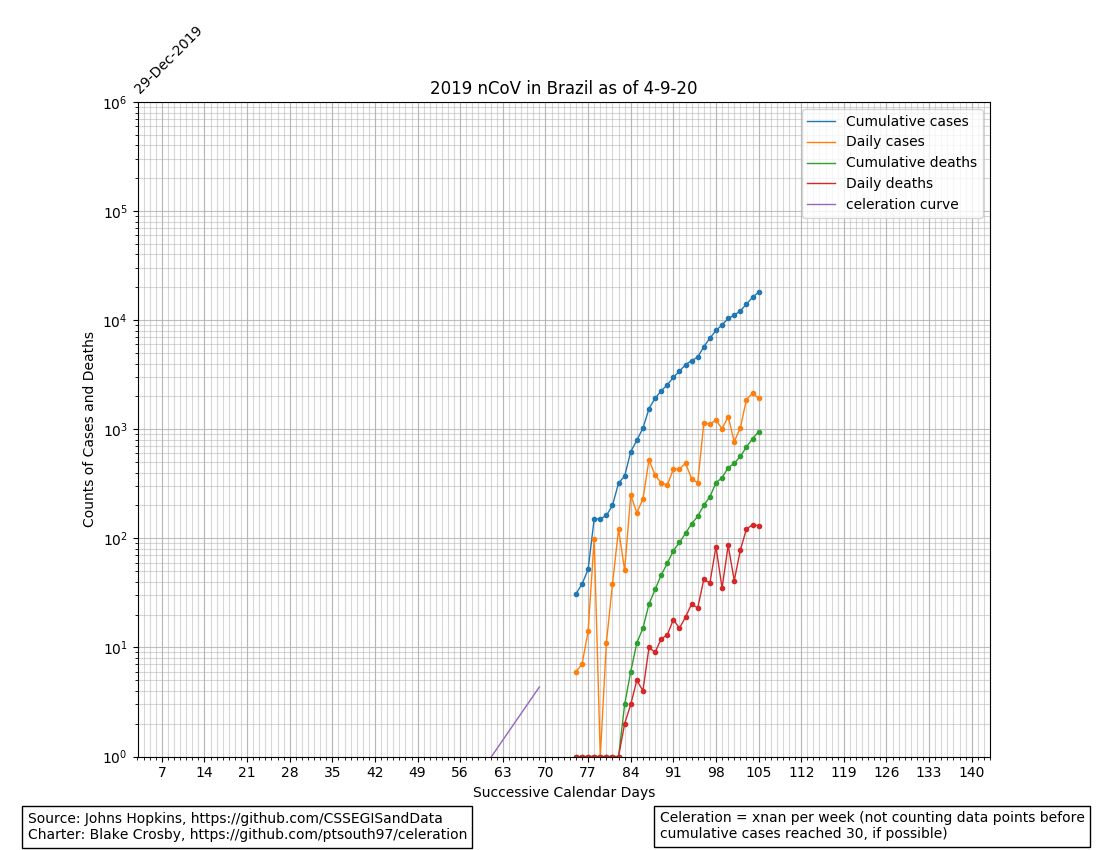 29-Dec-2019
2019 nCoV in Brazil as of 4-9-20
Cumulative cases
Daily cases
Cumulative deaths
Daily deaths
celeration curve
10^6
10^5
10^4
10^3
10^2
10^1
10^0
Counts of Cases and Deaths
7 14 21 28 35 42 49 56 63 70 77 84 91 98 105 112 119 126 133 140
Successive Calendar Days
Source: Johns Hopkins, https://github.com/CSSEGISandData
Charter: Blake Crosby, https://github.com/ptsouth97/celeration
Celeration = xnan per week (not counting data points before
cumulative cases reached 30, if possible)